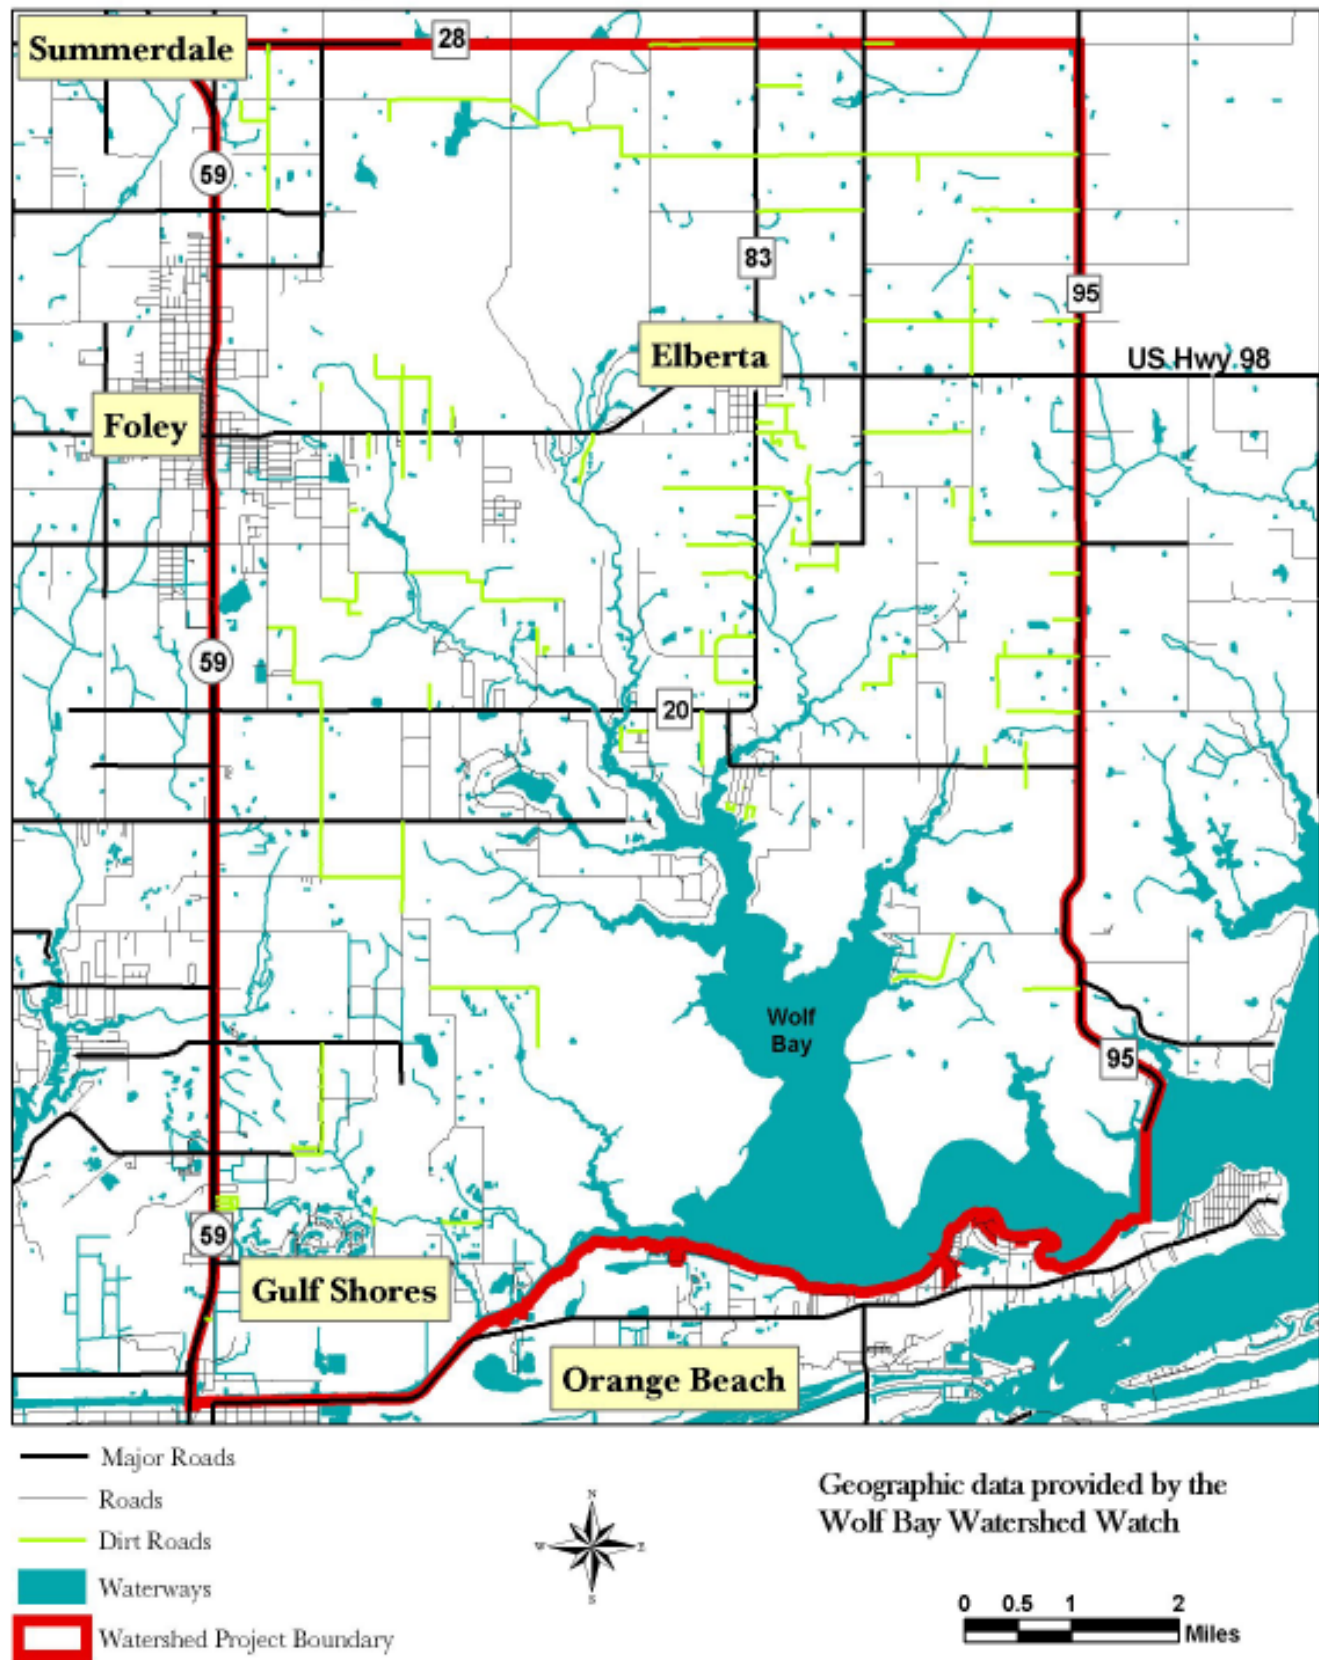 Summerdale
28
59
83
95
Elberta
US Hwy 98
Foley
59
20
Wolf
Bay
95
59
Gulf Shores
Orange Beach
Major Roads
Roads
Dirt Roads
Waterways
Watershed Project Boundary
N
W
E
S
Geographic data provided by the
Wolf Bay Watershed Watch
0 0.5 1 2
Miles